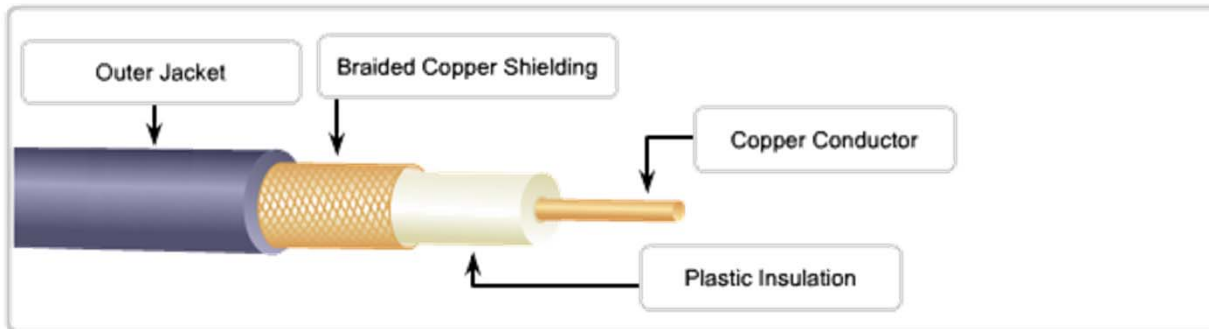 Outer Jacket
Braided Copper Shielding
Copper Conductor
Plastic Insulation